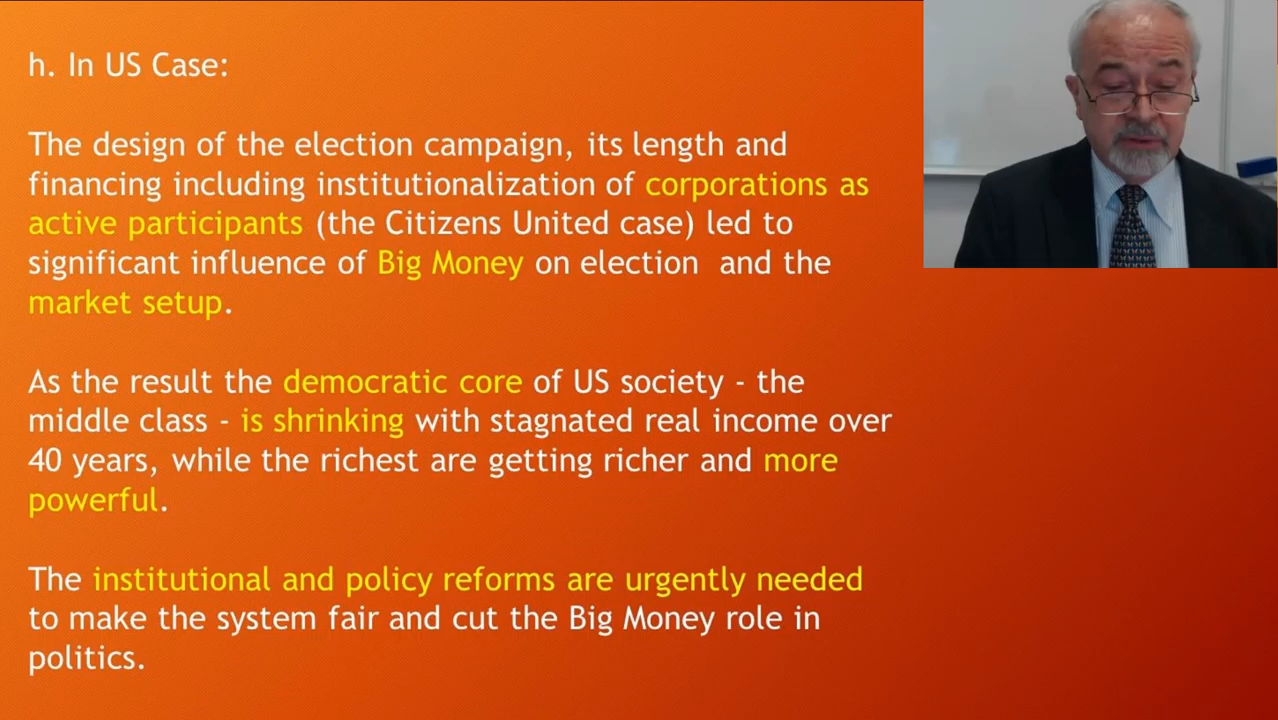 h. In US Case:
The design of the election campaign, its length and
financing including institutionalization of corporations as
active participants (the Citizens United case) led to
significant influence of Big Money on election  and the
market setup.
As the result the democratic core of US society - the
middle class - is shrinking with stagnated real income over
40 years, while the richest are getting richer and more
powerful.
The institutional and policy reforms are urgently needed
to make the system fair and cut the Big Money role in
politics.